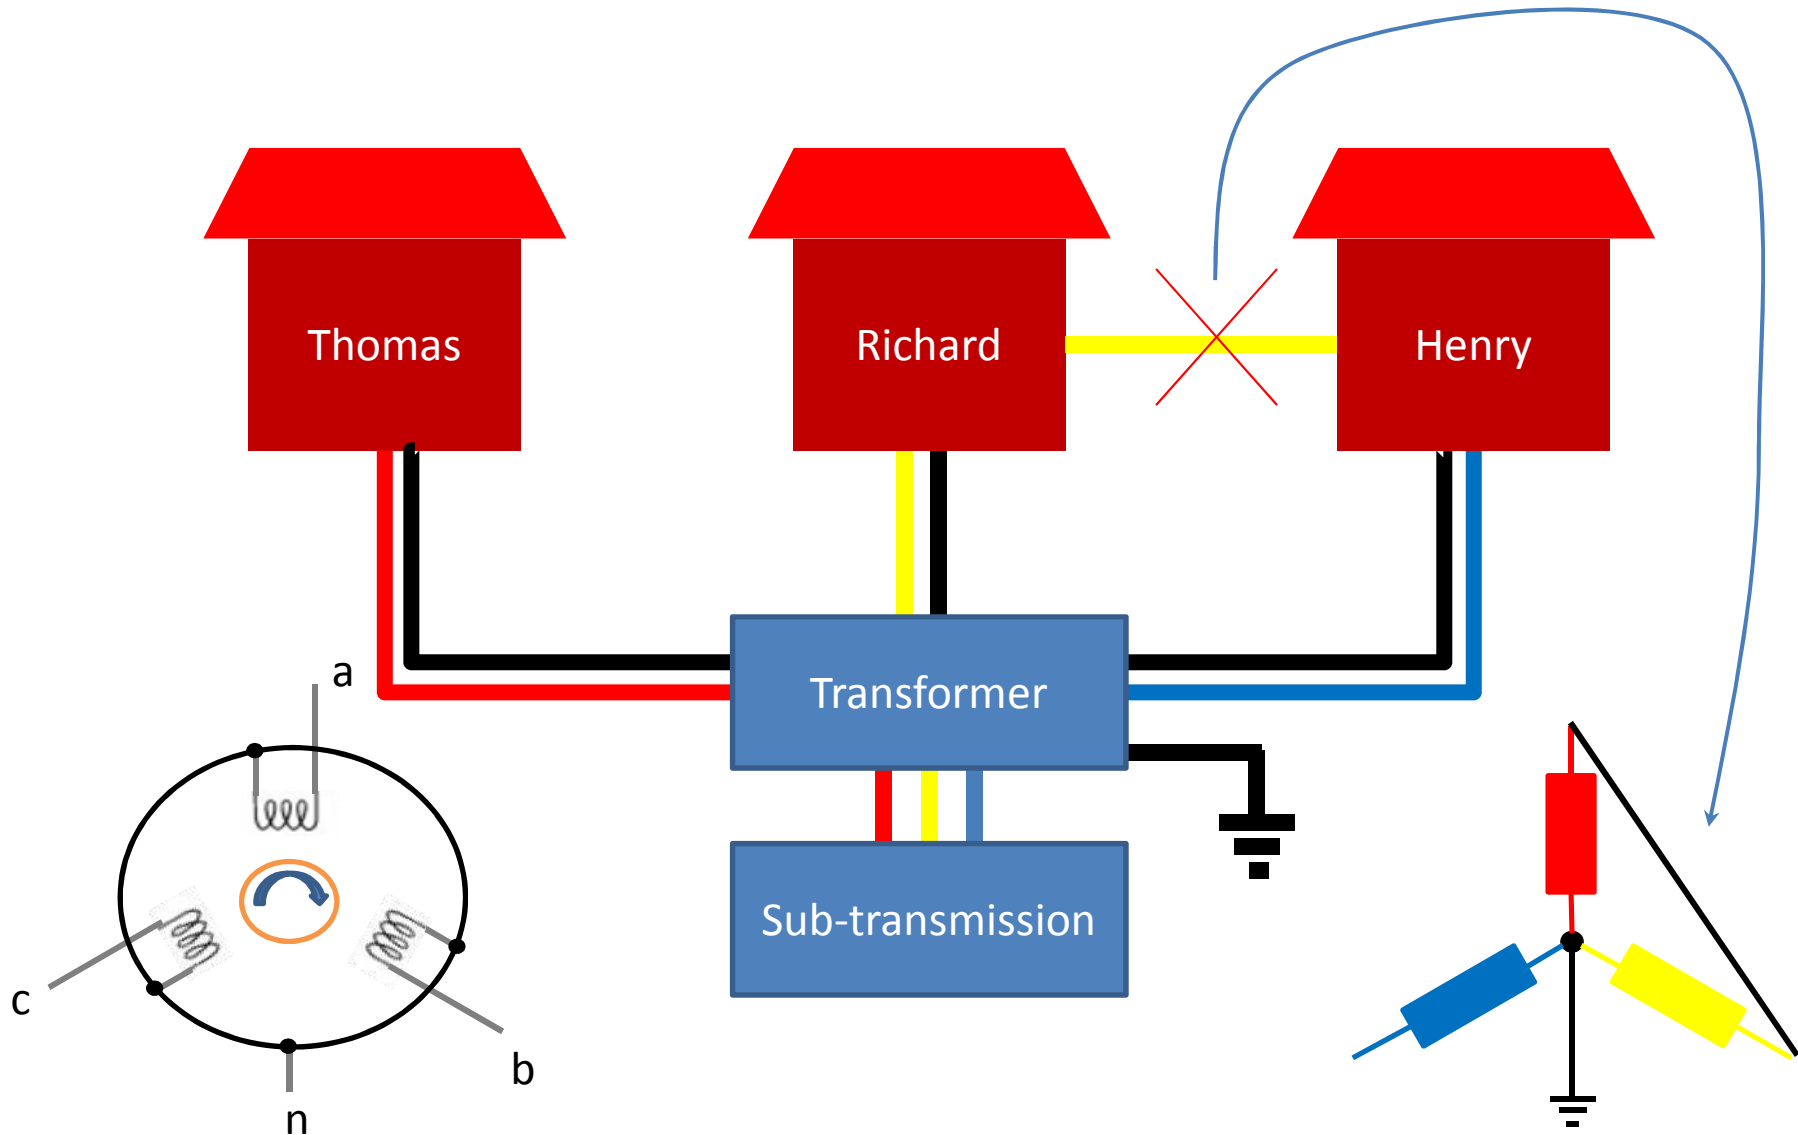 Thomas
Richard
Henry
a
Transformer
Sub-transmission
c
b
n